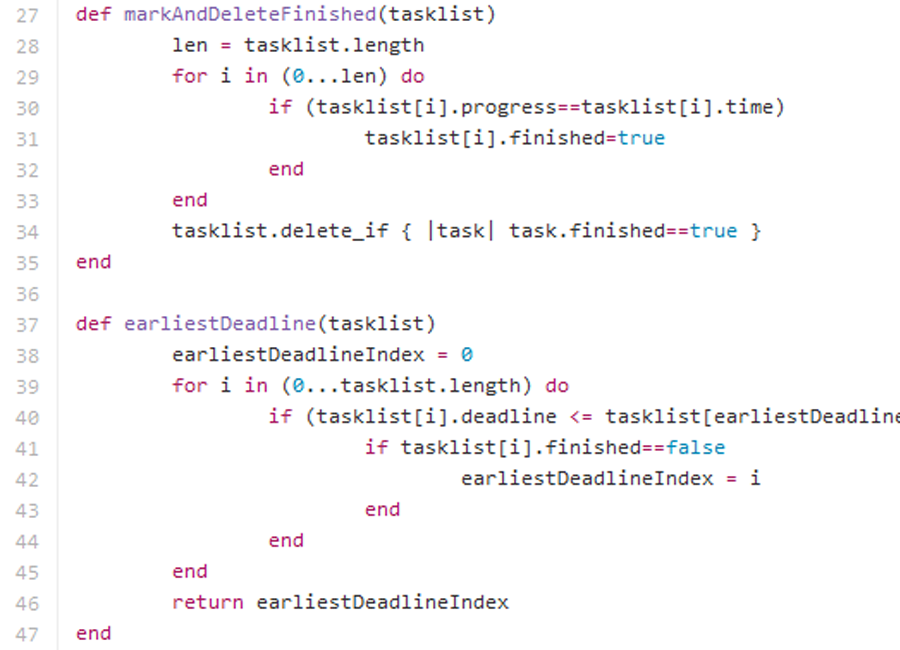 27 def markAndDeleteFinished(tasklist)
28 len = tasklist.length
29 for i in (0...len) do
30 if (tasklist[i].progress==tasklist[i].time)
31 tasklist[i].finished=true
32 end
33 end
34 tasklist.delete_if { |task| task.finished==true }
35 end
36
37 def earliestDeadline(tasklist)
38 earliestDeadlineIndex = 0
39 for i in (0...tasklist.length) do
40 if (tasklist[i].deadline <= tasklist[earliestDeadline
41 if tasklist[i].finished==false
42 earliestDeadlineIndex = i
43 end
44 end
45 end
46 return earliestDeadlineIndex
47 end